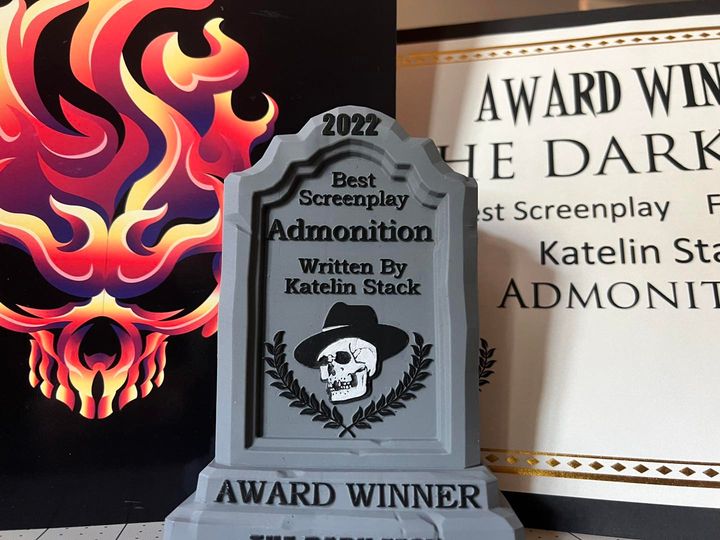 2022
Best
Screenplay
Admonition
Written By
Katelin Stack
AWARD WINNER
AWARD WIN
HE DARK
est Screenplay F
Katelin Sta
ADMONIT